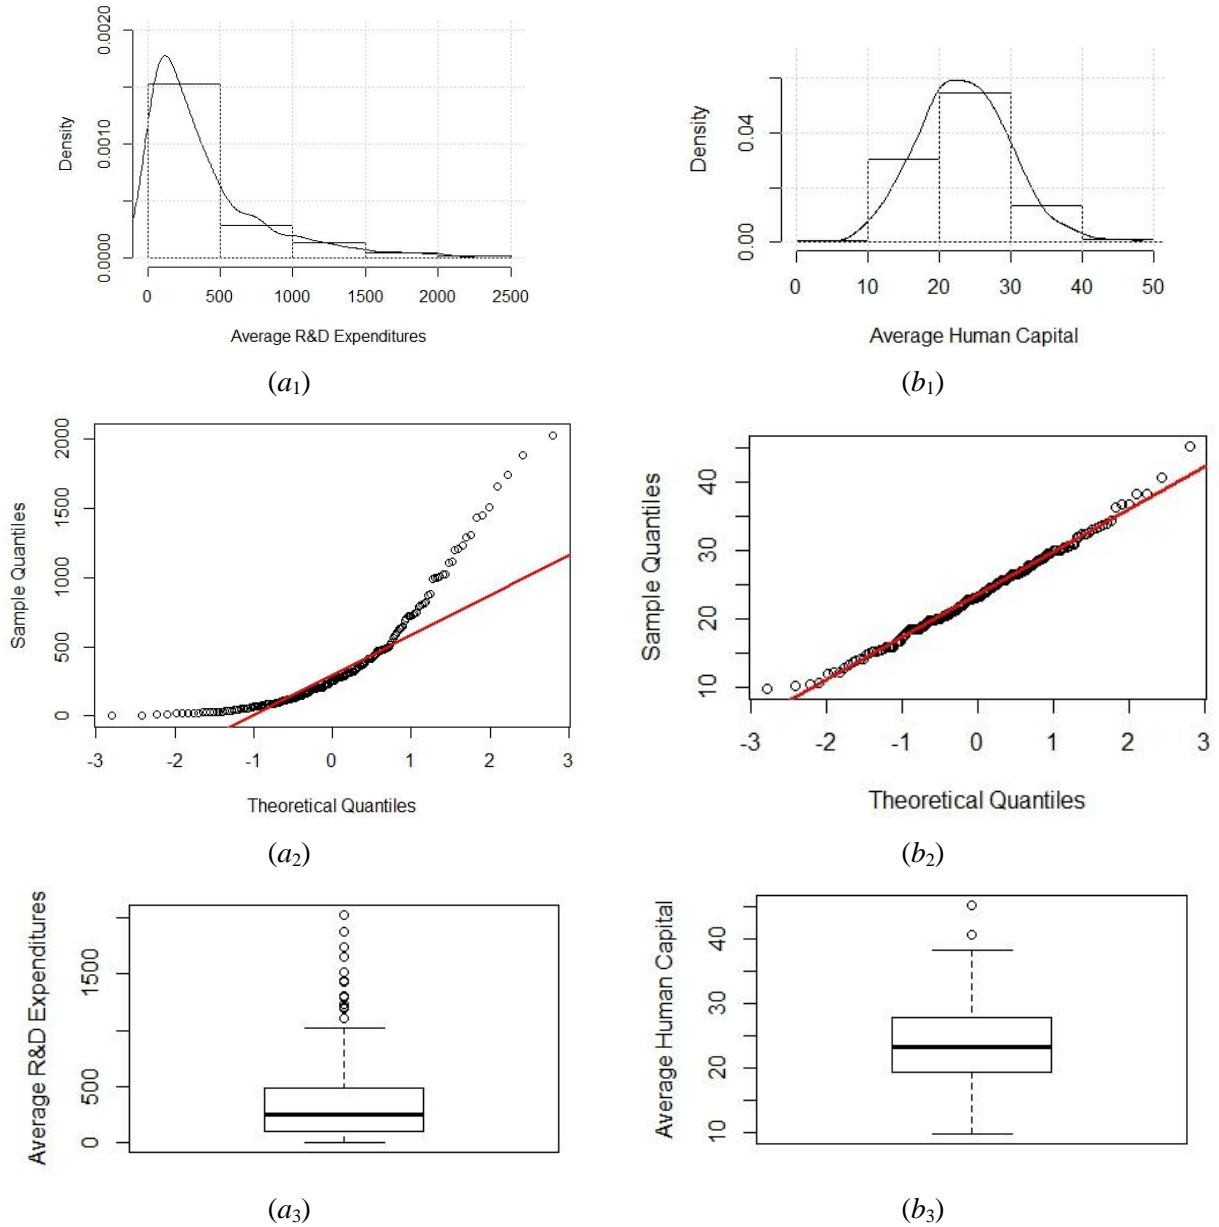 0.0020
0.0010
0.0000
Density
0 500 1000 1500 2000 2500
Average R&D Expenditures
(a1)
0.04
0.00
Density
0 10 20 30 40 50
Average Human Capital
(b1)
2000
1500
1000
500
0
Sample Quantiles
-3 -2 -1 0 1 2 3
Theoretical Quantiles
(a2)
40
30
20
10
Sample Quantiles
-3 -2 -1 0 1 2 3
Theoretical Quantiles
(b2)
1500
500
0
Average R&D Expenditures
(a3)
40
30
20
10
Average Human Capital
(b3)